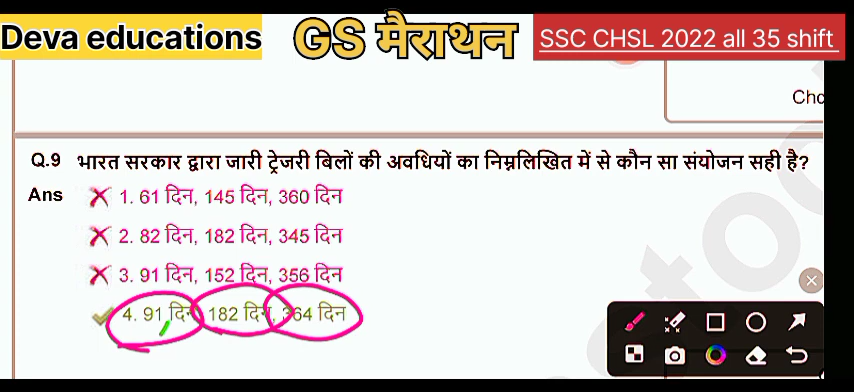 Deva educations GS मैराथन SSC CHSL 2022 all 35 shift
Q.9 भारत सरकार द्वारा जारी ट्रेजरी बिलों की अवधियों का निम्नलिखित में से कौन सा संयोजन सही है?
Ans 1. 61 दिन, 145 दिन, 360 दिन
2. 82 दिन, 182 दिन, 345 दिन
3. 91 दिन, 152 दिन, 356 दिन
4. 91 दिन, 182 दिन, 364 दिन